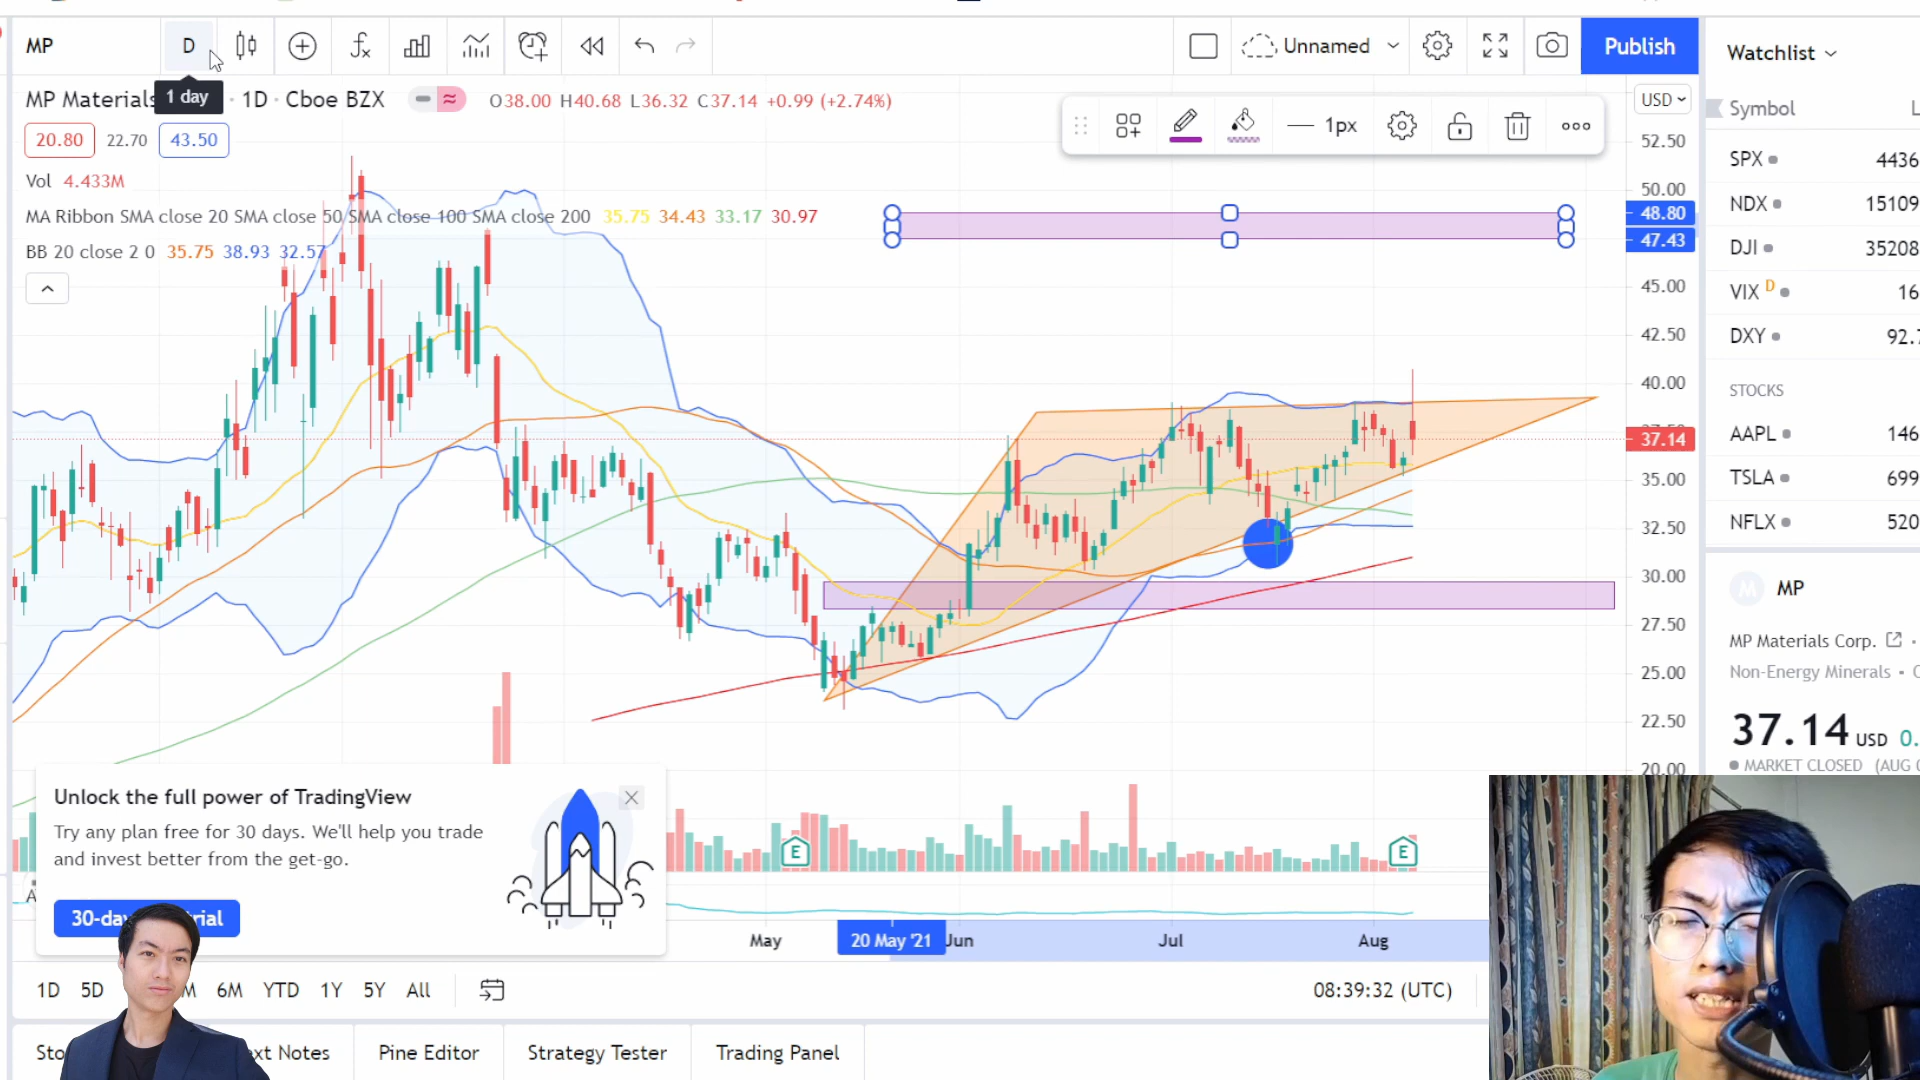 MP
D
Unnamed
Publish
Watchlist
1 day
MP Materials · 1D · Cboe BZX
O38.00 H40.68 L36.32 C37.14 +0.99 (+2.74%)
USD
Symbol
20.80 22.70 43.50
1px
52.50
Vol 4.433M
SPX 4436
50.00
MA Ribbon SMA close 20 SMA close 50 SMA close 100 SMA close 200 35.75 34.43 33.17 30.97
48.80
NDX 15109
47.43
BB 20 close 2 0 35.75 38.93 32.57
DJI 35208
45.00
VIX D 16
42.50
DXY 92.7
40.00
STOCKS
37.14
AAPL 146
35.00
TSLA 699
32.50
NFLX 520
30.00
MP
27.50
MP Materials Corp.
25.00
Non-Energy Minerals
22.50
37.14 USD 0.
20.00
MARKET CLOSED (AUG
Unlock the full power of TradingView
Try any plan free for 30 days. We'll help you trade
and invest better from the get-go.
E
E
May
20 May '21
Jun
Jul
Aug
1D 5D 6M YTD 1Y 5Y All
08:39:32 (UTC)
Pine Editor
Strategy Tester
Trading Panel